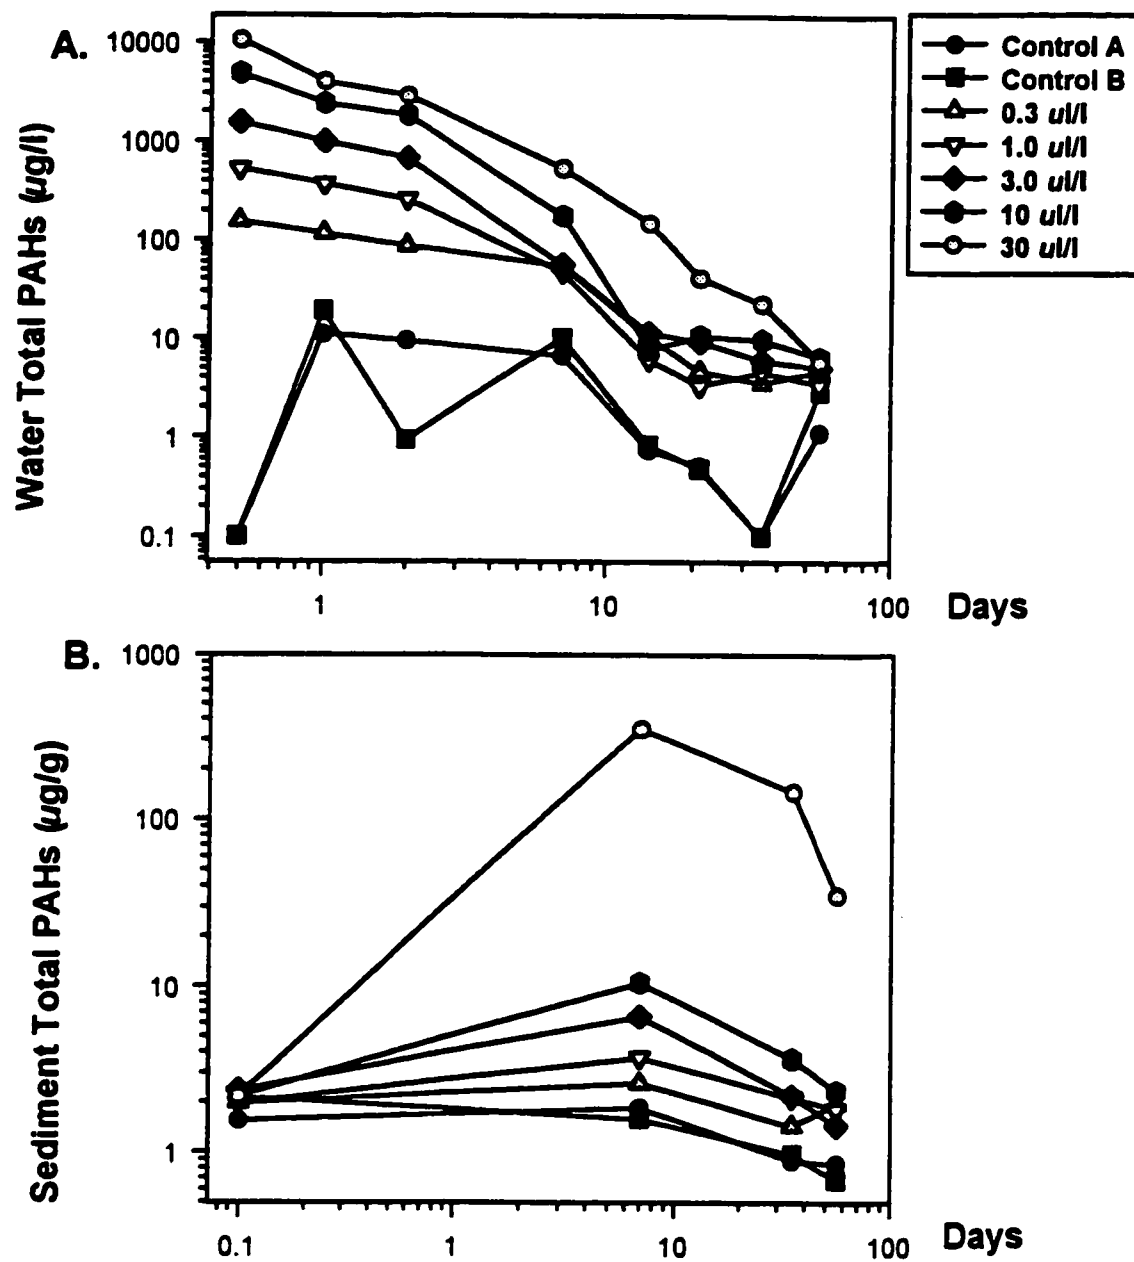 A.
Water Total PAHs (µg/l)
10000
1000
100
10
1
0.1
1
10
100
Days
Control A
Control B
0.3 ul/l
1.0 ul/l
3.0 ul/l
10 ul/l
30 ul/l
B.
Sediment Total PAHs (ug/g)
1000
100
10
1
0.1
1
10
100
Days